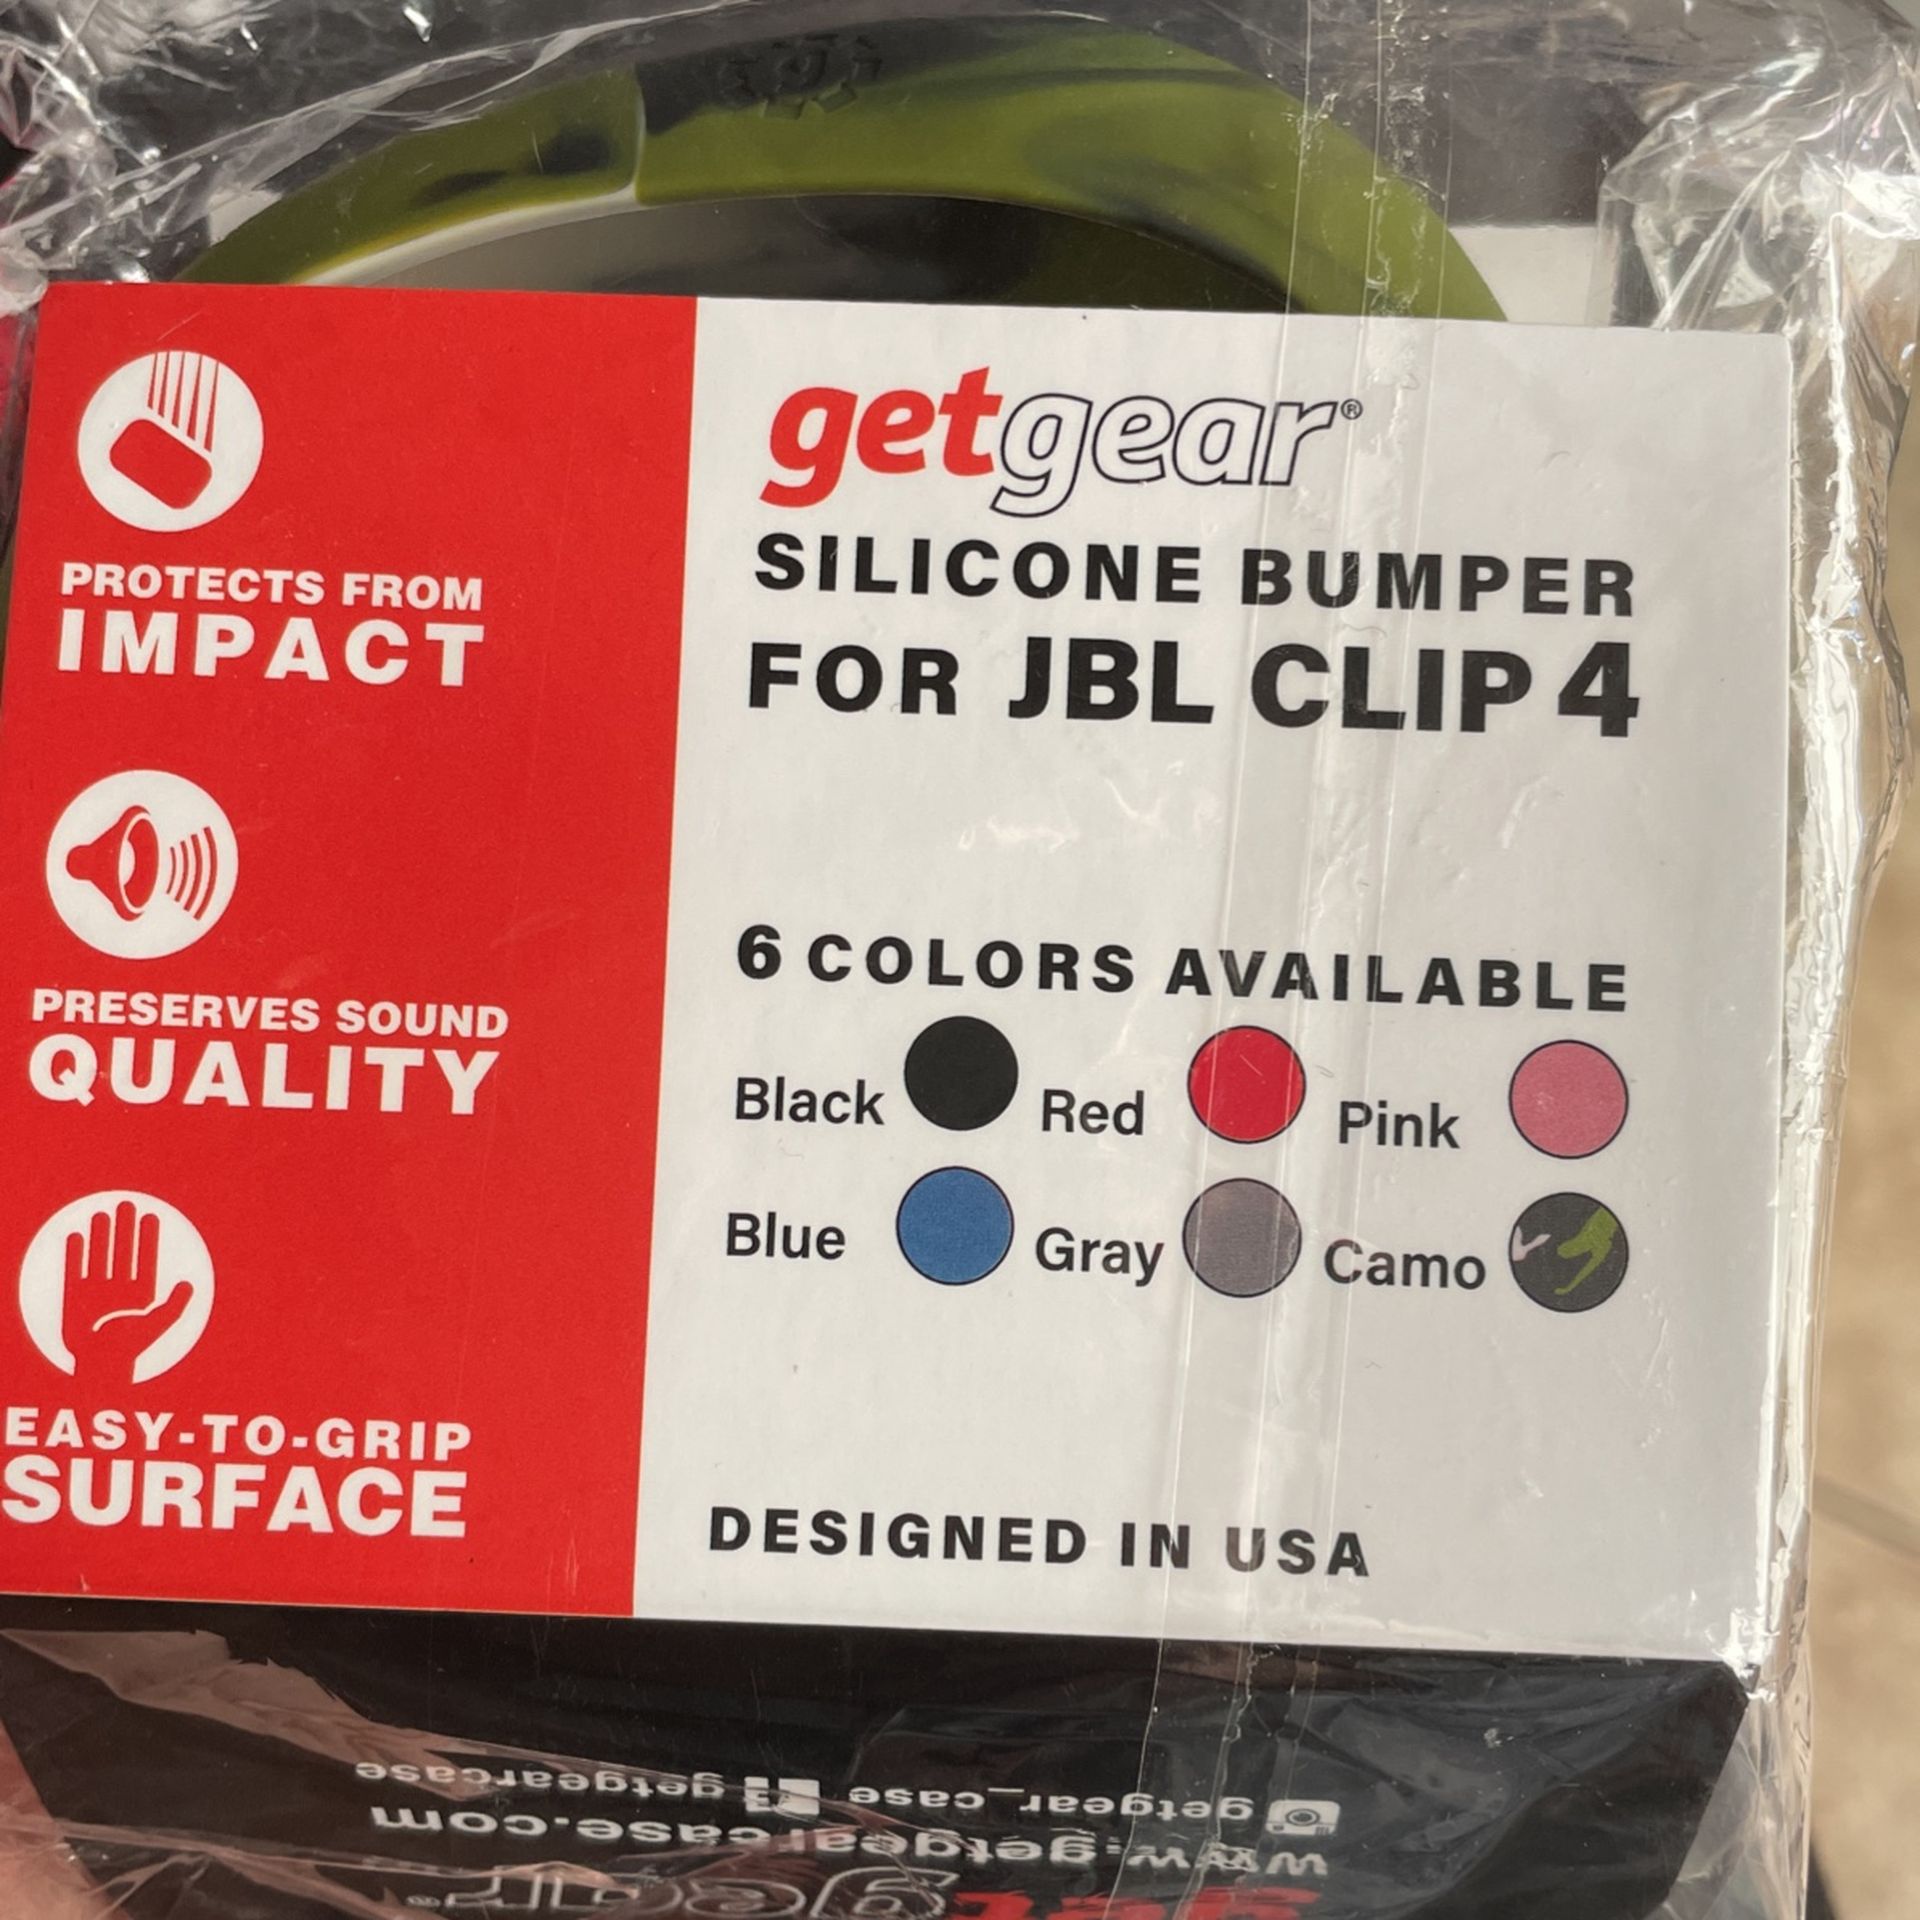 PROTECTS FROM
IMPACT
PRESERVES SOUND
QUALITY
EASY-TO-GRIP
SURFACE
getgear®
SILICONE BUMPER
FOR JBL CLIP 4
6 COLORS AVAILABLE
Black Red Pink
Blue Gray Camo
DESIGNED IN USA
getgear®
www.getgearcase.com
getgear_case getgearcase